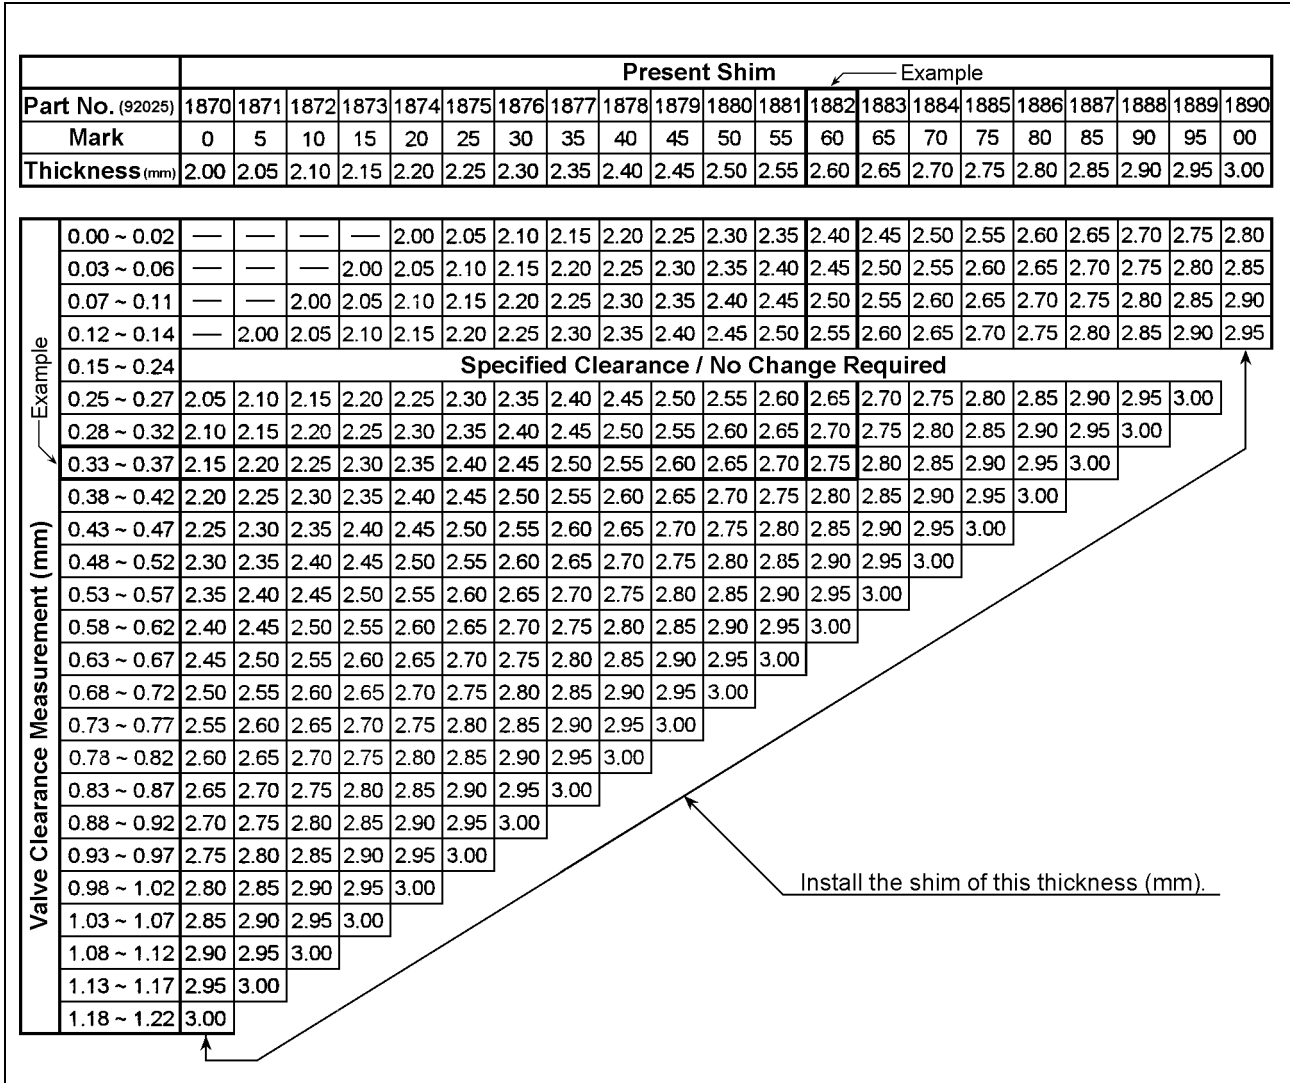 Present Shim
Example
Part No. (92025) 1870 1871 1872 1873 1874 1875 1876 1877 1878 1879 1880 1881 1882 1883 1884 1885 1886 1887 1888 1889 1890
Mark 0 5 10 15 20 25 30 35 40 45 50 55 60 65 70 75 80 85 90 95 00
Thickness (mm) 2.00 2.05 2.10 2.15 2.20 2.25 2.30 2.35 2.40 2.45 2.50 2.55 2.60 2.65 2.70 2.75 2.80 2.85 2.90 2.95 3.00
Valve Clearance Measurement (mm)
Example
0.00 ~ 0.02 — — — — 2.00 2.05 2.10 2.15 2.20 2.25 2.30 2.35 2.40 2.45 2.50 2.55 2.60 2.65 2.70 2.75 2.80
0.03 ~ 0.06 — — — 2.00 2.05 2.10 2.15 2.20 2.25 2.30 2.35 2.40 2.45 2.50 2.55 2.60 2.65 2.70 2.75 2.80 2.85
0.07 ~ 0.11 — — 2.00 2.05 2.10 2.15 2.20 2.25 2.30 2.35 2.40 2.45 2.50 2.55 2.60 2.65 2.70 2.75 2.80 2.85 2.90
0.12 ~ 0.14 — 2.00 2.05 2.10 2.15 2.20 2.25 2.30 2.35 2.40 2.45 2.50 2.55 2.60 2.65 2.70 2.75 2.80 2.85 2.90 2.95
0.15 ~ 0.24 Specified Clearance / No Change Required
0.25 ~ 0.27 2.05 2.10 2.15 2.20 2.25 2.30 2.35 2.40 2.45 2.50 2.55 2.60 2.65 2.70 2.75 2.80 2.85 2.90 2.95 3.00
0.28 ~ 0.32 2.10 2.15 2.20 2.25 2.30 2.35 2.40 2.45 2.50 2.55 2.60 2.65 2.70 2.75 2.80 2.85 2.90 2.95 3.00
0.33 ~ 0.37 2.15 2.20 2.25 2.30 2.35 2.40 2.45 2.50 2.55 2.60 2.65 2.70 2.75 2.80 2.85 2.90 2.95 3.00
0.38 ~ 0.42 2.20 2.25 2.30 2.35 2.40 2.45 2.50 2.55 2.60 2.65 2.70 2.75 2.80 2.85 2.90 2.95 3.00
0.43 ~ 0.47 2.25 2.30 2.35 2.40 2.45 2.50 2.55 2.60 2.65 2.70 2.75 2.80 2.85 2.90 2.95 3.00
0.48 ~ 0.52 2.30 2.35 2.40 2.45 2.50 2.55 2.60 2.65 2.70 2.75 2.80 2.85 2.90 2.95 3.00
0.53 ~ 0.57 2.35 2.40 2.45 2.50 2.55 2.60 2.65 2.70 2.75 2.80 2.85 2.90 2.95 3.00
0.58 ~ 0.62 2.40 2.45 2.50 2.55 2.60 2.65 2.70 2.75 2.80 2.85 2.90 2.95 3.00
0.63 ~ 0.67 2.45 2.50 2.55 2.60 2.65 2.70 2.75 2.80 2.85 2.90 2.95 3.00
0.68 ~ 0.72 2.50 2.55 2.60 2.65 2.70 2.75 2.80 2.85 2.90 2.95 3.00
0.73 ~ 0.77 2.55 2.60 2.65 2.70 2.75 2.80 2.85 2.90 2.95 3.00
0.78 ~ 0.82 2.60 2.65 2.70 2.75 2.80 2.85 2.90 2.95 3.00
0.83 ~ 0.87 2.65 2.70 2.75 2.80 2.85 2.90 2.95 3.00
0.88 ~ 0.92 2.70 2.75 2.80 2.85 2.90 2.95 3.00
0.93 ~ 0.97 2.75 2.80 2.85 2.90 2.95 3.00
0.98 ~ 1.02 2.80 2.85 2.90 2.95 3.00
1.03 ~ 1.07 2.85 2.90 2.95 3.00
1.08 ~ 1.12 2.90 2.95 3.00
1.13 ~ 1.17 2.95 3.00
1.18 ~ 1.22 3.00
Install the shim of this thickness (mm).